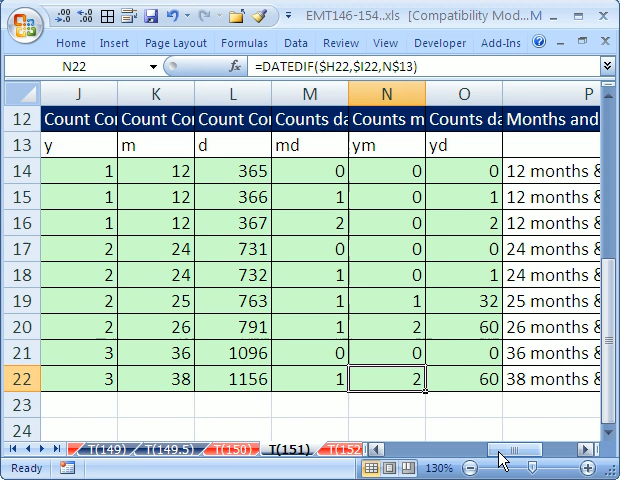 EMT146-154..xls [Compatibility Mod...M
Home Insert Page Layout Formulas Data Review View Developer Add-Ins
N22 fx =DATEDIF($H22,$I22,N$13)
J K L M N O P
12 Count Co Count Co Count Co Counts da Counts m Counts da Months and
13 y m d md ym yd
14 1 12 365 0 0 0 12 months &
15 1 12 366 1 0 1 12 months &
16 1 12 367 2 0 2 12 months &
17 2 24 731 0 0 0 24 months &
18 2 24 732 1 0 1 24 months &
19 2 25 763 1 1 32 25 months &
20 2 26 791 1 2 60 26 months &
21 3 36 1096 0 0 0 36 months &
22 3 38 1156 1 2 60 38 months &
23
24
T(149) T(149.5) T(150) T(151) T(152
Ready 130%